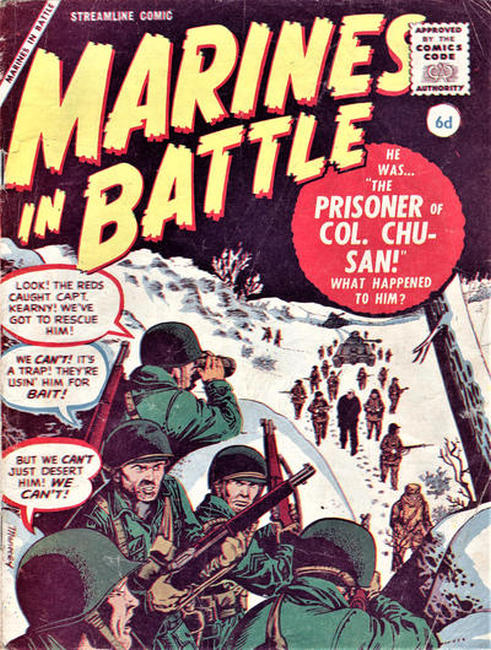 MARINES IN BATTLE
STREAMLINE COMIC
MARINES
IN BATTLE
APPROVED
BY THE
COMICS
CODE
AUTHORITY
6d
HE
WAS...
"THE
PRISONER OF
COL. CHU-
SAN!"
WHAT HAPPENED
TO HIM?
LOOK! THE REDS
CAUGHT CAPT.
KEARNY! WE'VE
GOT TO RESCUE
HIM!
WE CAN'T! IT'S
A TRAP! THEY'RE
USIN' HIM FOR
BAIT!
BUT WE CAN'T
JUST DESERT
HIM! WE
CAN'T!